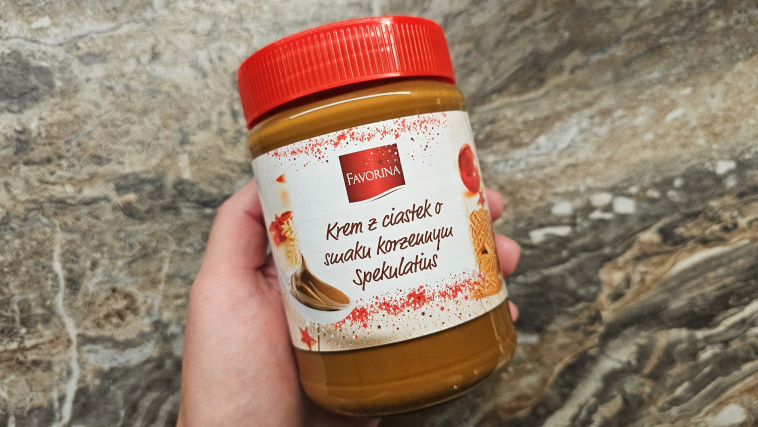 FAVORINA
Krem z ciastek o
smaku korzennym
Spekulatius